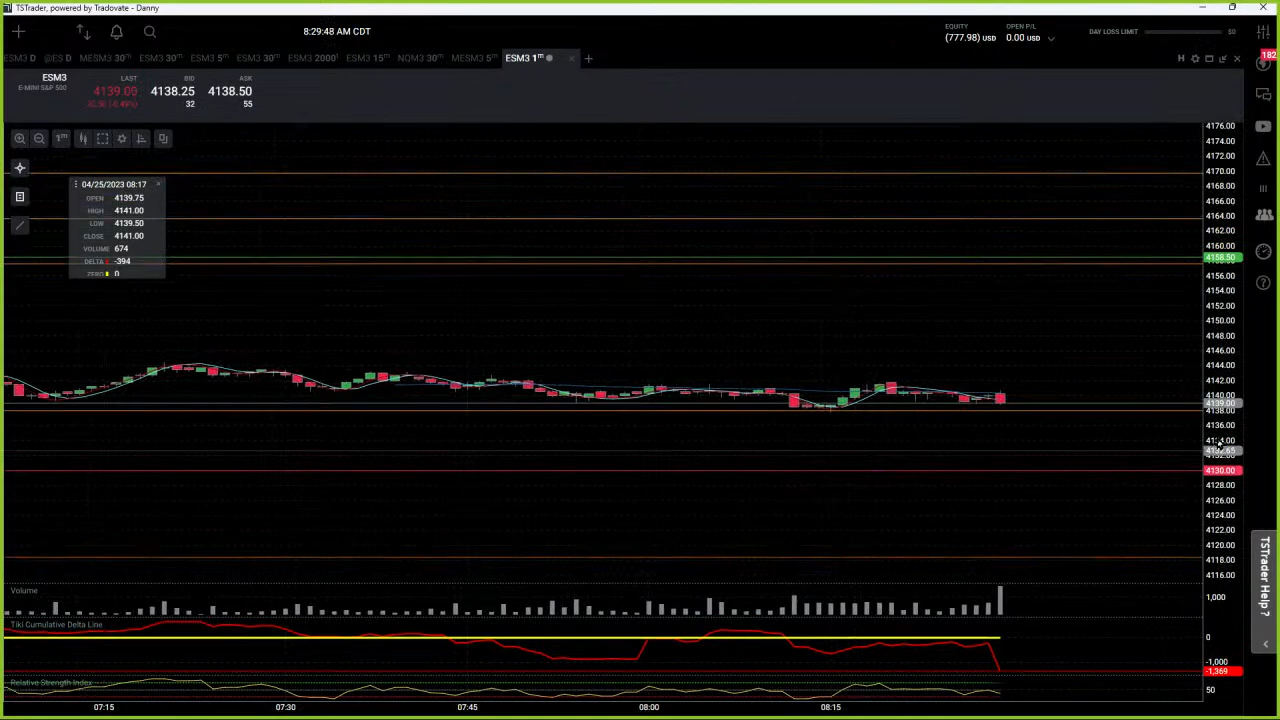 TSTrader, powered by Tradovate - Danny
8:29:48 AM CDT
EQUITY
(777.98) USD
OPEN P/L
0.00 USD
DAY LOSS LIMIT
$0
182
ESM3 D
@ES D
MESM3 30m
ESM3 30m
ESM3 5m
ESM3 30m
ESM3 2000t
ESM3 15m
NQM3 30m
MESM3 5m
ESM3 1m
H
ESM3
E-MINI S&P 500
LAST
4139.00
BID
4138.25
32
ASK
4138.50
55
1m
04/25/2023 08:17
OPEN 4139.75
HIGH 4141.00
LOW 4139.50
CLOSE 4141.00
VOLUME 674
DELTA -394
ZERO 0
4176.00
4174.00
4172.00
4170.00
4168.00
4166.00
4164.00
4162.00
4160.00
4158.50
4156.00
4154.00
4152.00
4150.00
4148.00
4146.00
4144.00
4142.00
4140.00
4139.00
4138.00
4136.00
4130.00
4128.00
4126.00
4124.00
4122.00
4120.00
4118.00
4116.00
Volume
1,000
Tiki Cumulative Delta Line
0
-1,000
-1,369
Relative Strength Index
50
07:15
07:30
07:45
08:00
08:15
TSTrader Help?